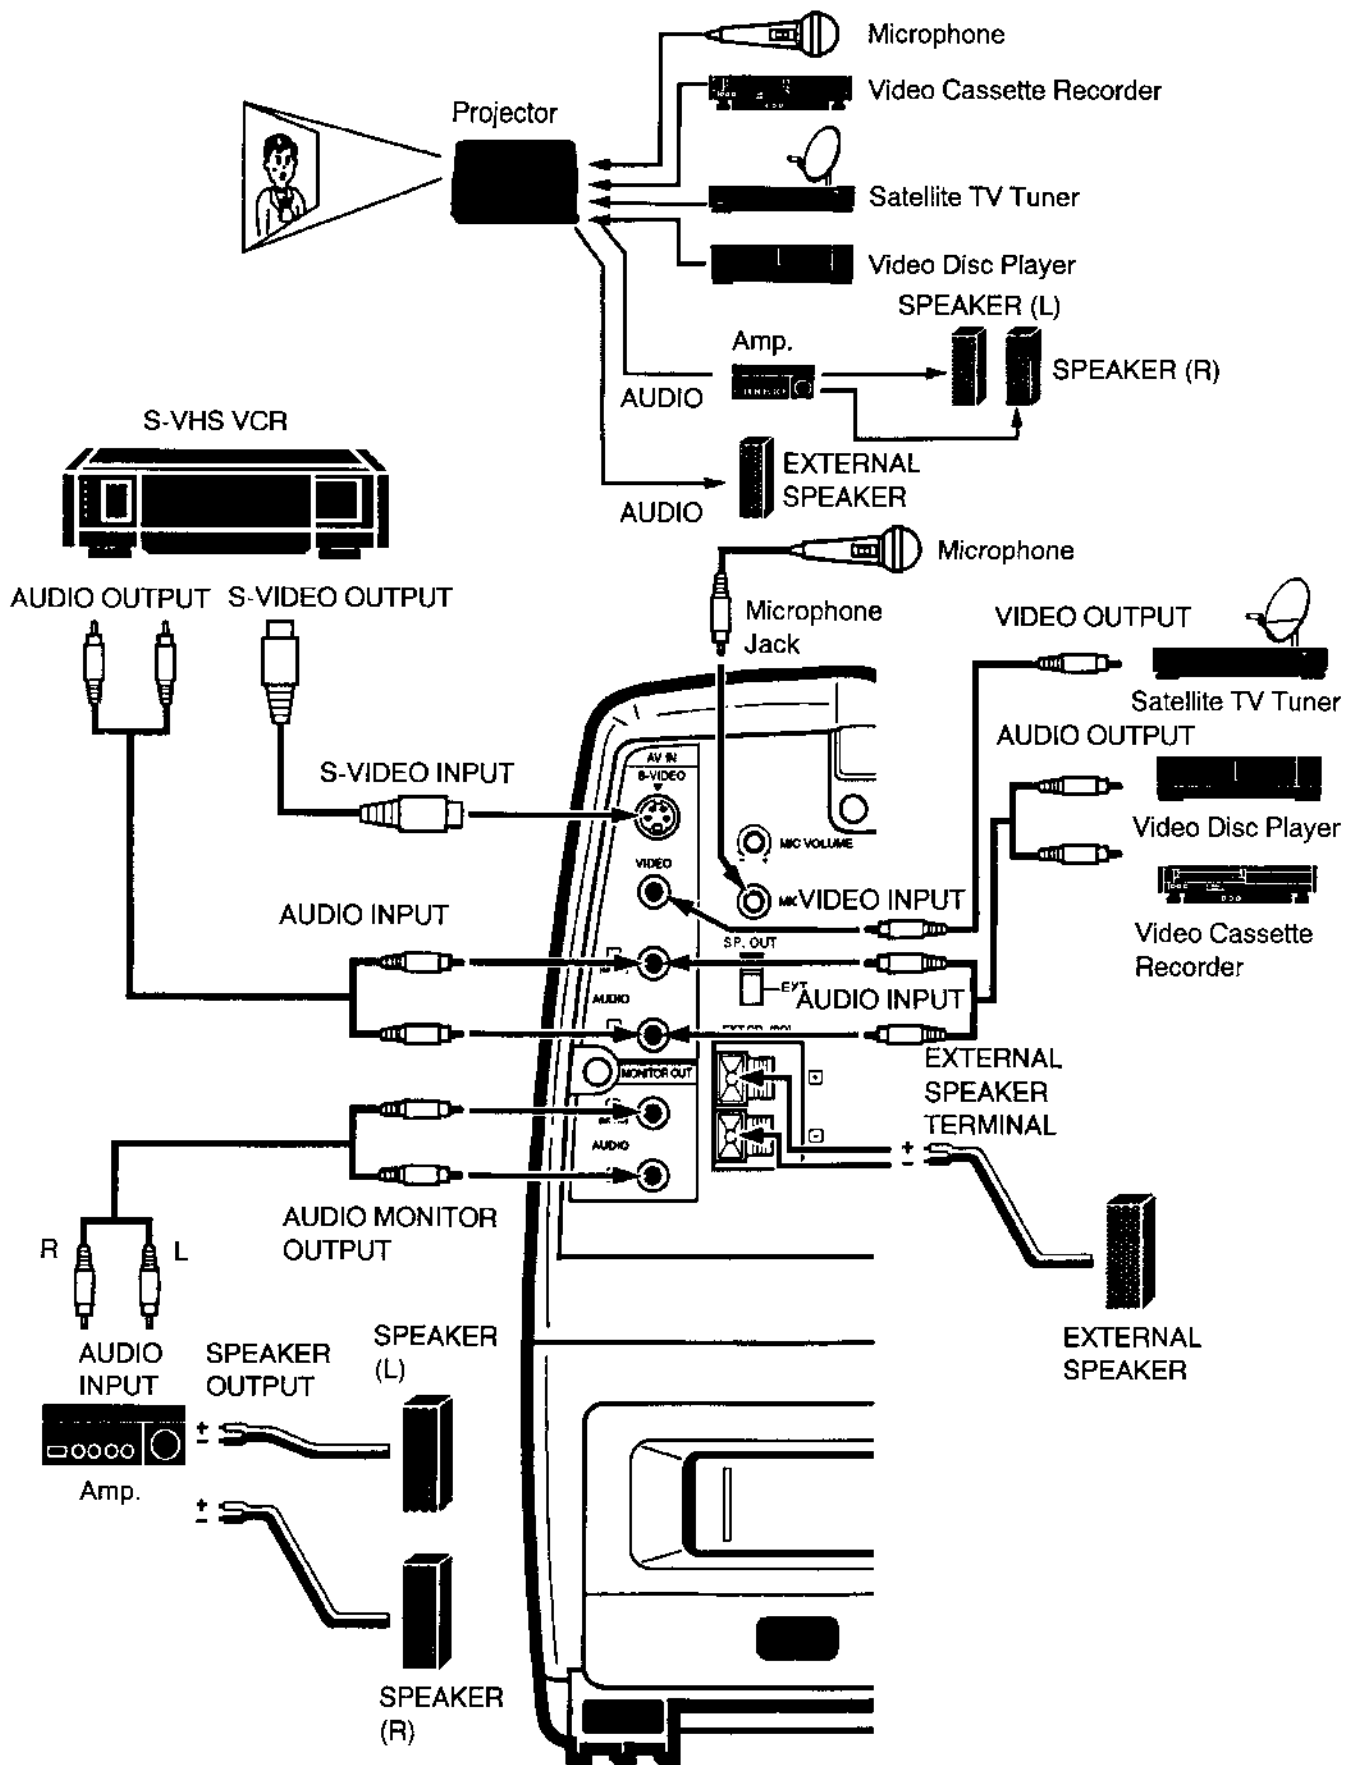 Microphone
Video Cassette Recorder
Projector
Satellite TV Tuner
Video Disc Player
SPEAKER (L)
Amp.
SPEAKER (R)
AUDIO
S-VHS VCR
EXTERNAL
SPEAKER
AUDIO
Microphone
AUDIO OUTPUT
S-VIDEO OUTPUT
Microphone
Jack
VIDEO OUTPUT
Satellite TV Tuner
AUDIO OUTPUT
AV IN
S-VIDEO
S-VIDEO INPUT
Video Disc Player
MIC VOLUME
VIDEO
VIDEO INPUT
AUDIO INPUT
Video Cassette
Recorder
SP. OUT
EXT
AUDIO INPUT
AUDIO
EXTERNAL
SPEAKER
TERMINAL
MONITOR OUT
+
-
AUDIO
+
-
AUDIO MONITOR
OUTPUT
R
L
EXTERNAL
SPEAKER
SPEAKER
(L)
AUDIO
INPUT
SPEAKER
OUTPUT
+
-
Amp.
+
-
SPEAKER
(R)